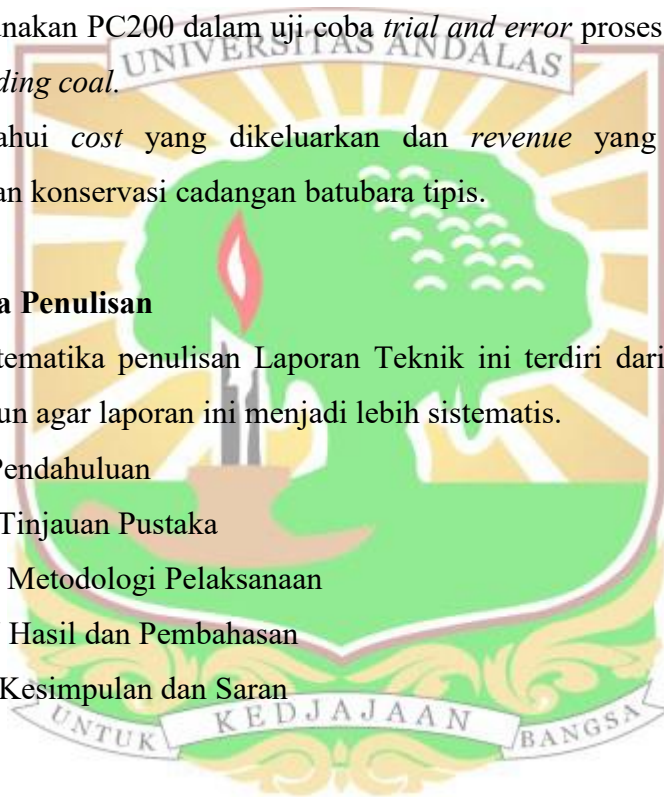 unakan PC200 dalam uji coba trial and error proses
ding coal.
UNIVERSITAS ANDALAS
ahui cost yang dikeluarkan dan revenue yang
an konservasi cadangan batubara tipis.
a Penulisan
tematika penulisan Laporan Teknik ini terdiri dari
un agar laporan ini menjadi lebih sistematis.
Pendahuluan
Tinjauan Pustaka
Metodologi Pelaksanaan
Hasil dan Pembahasan
Kesimpulan dan Saran
UNTUK KEDJAJAAN BANGSA